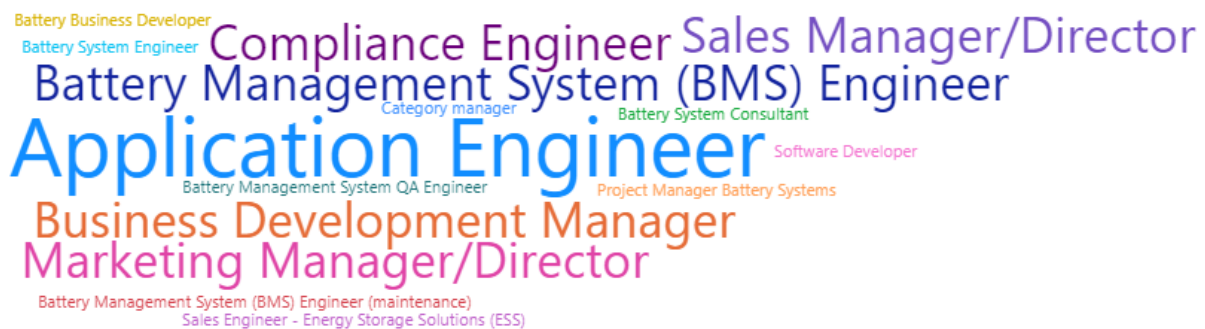 Battery Business Developer
Battery System Engineer
Compliance Engineer
Sales Manager/Director
Battery Management System (BMS) Engineer
Category manager
Battery System Consultant
Application Engineer
Software Developer
Battery Management System QA Engineer
Project Manager Battery Systems
Business Development Manager
Marketing Manager/Director
Battery Management System (BMS) Engineer (maintenance)
Sales Engineer - Energy Storage Solutions (ESS)